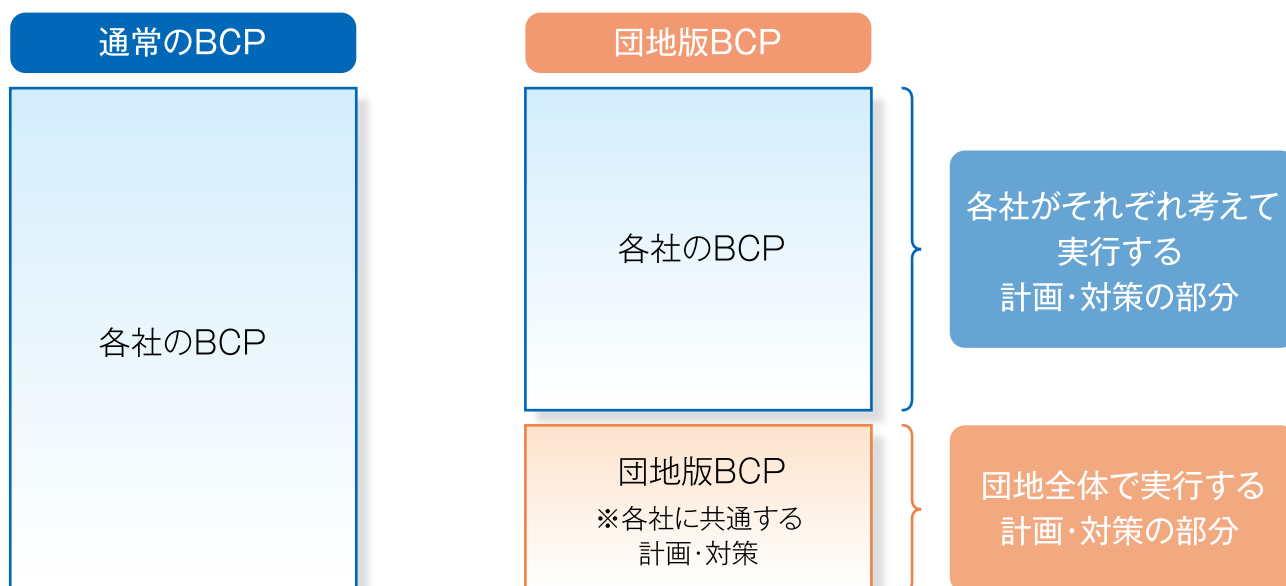 通常のBCP
団地版BCP
各社のBCP
各社のBCP
各社がそれぞれ考えて
実行する
計画・対策の部分
団地版BCP
※各社に共通する
計画・対策
団地全体で実行する
計画・対策の部分